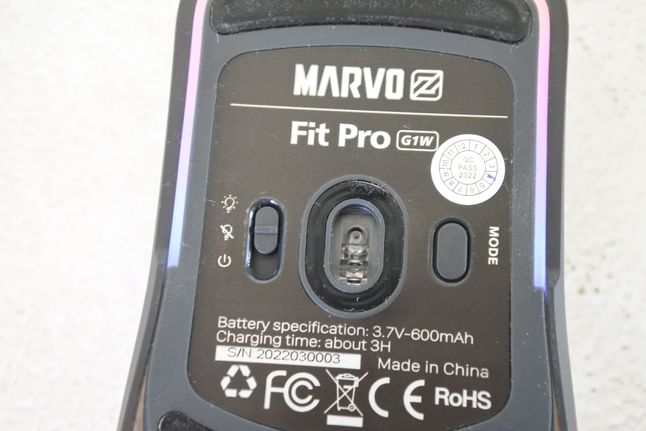 MARVO Z
Fit Pro G1W
QC
PASS
2022
MODE
Battery specification: 3.7V-600mAh
Charging time: about 3H
S/N:2022030003
Made in China
FC CE RoHS